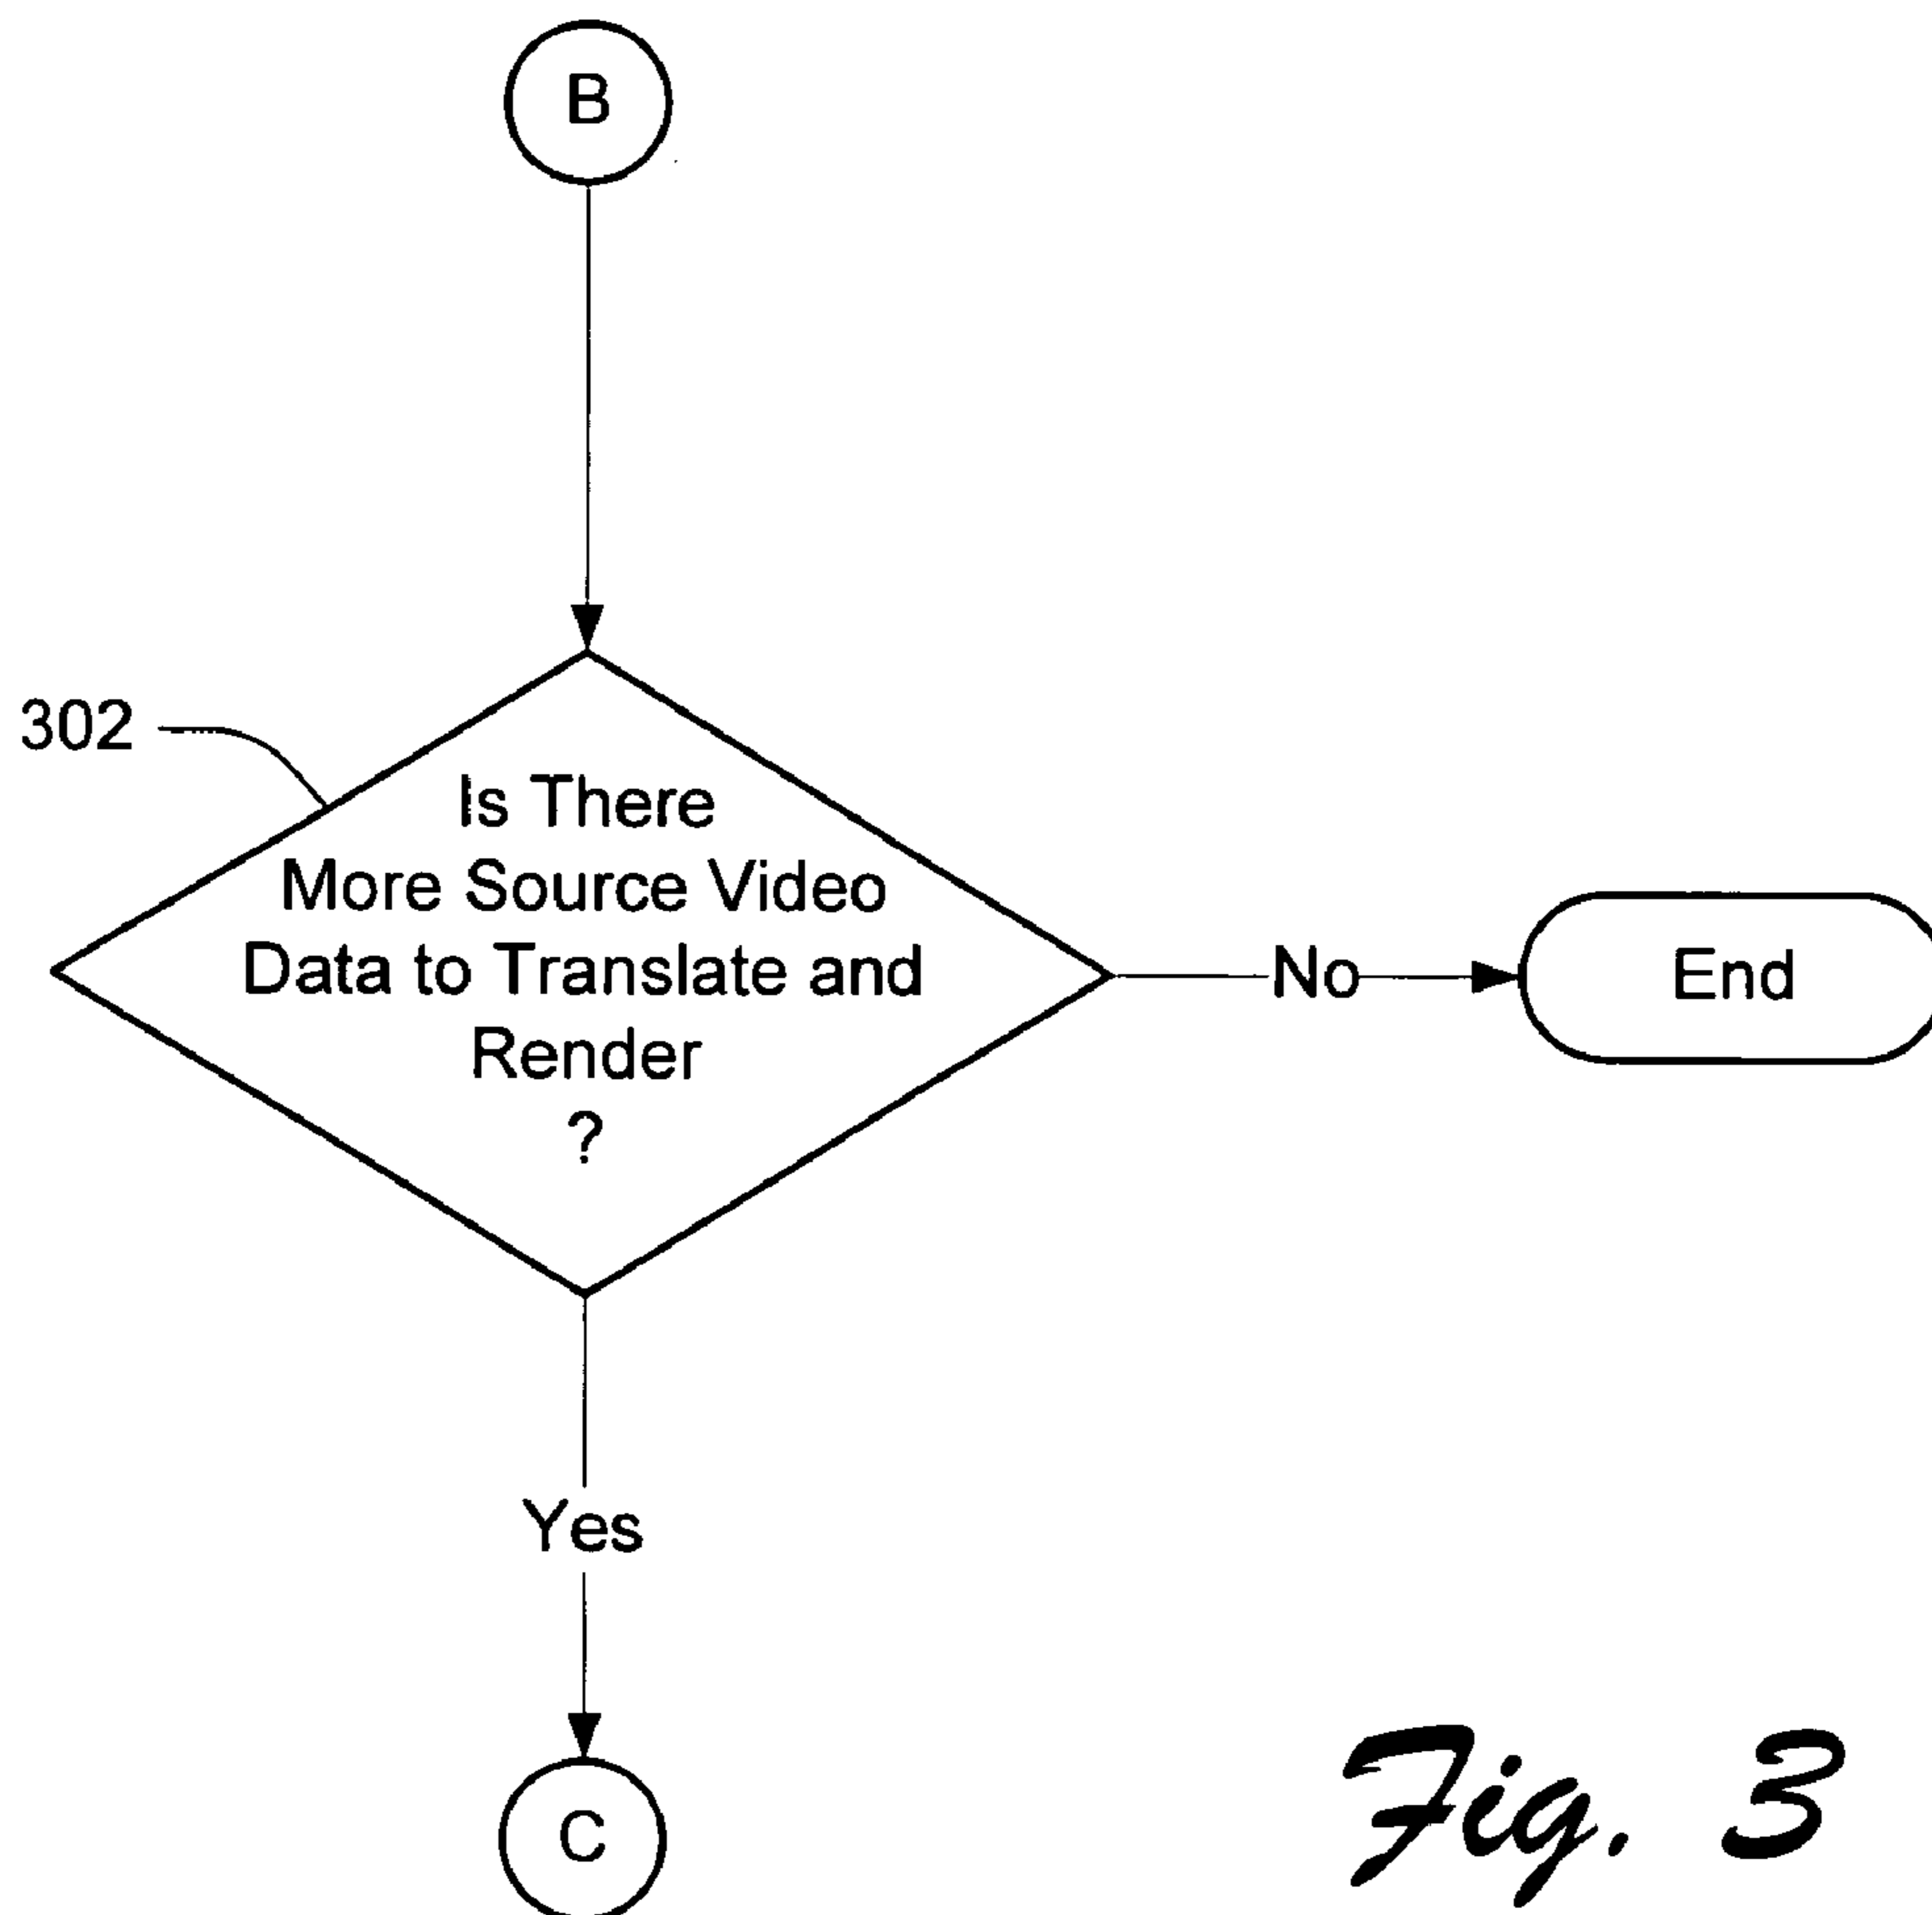 B
302
Is There
More Source Video
Data to Translate and
Render
?
No
End
Yes
C
Fig. 3